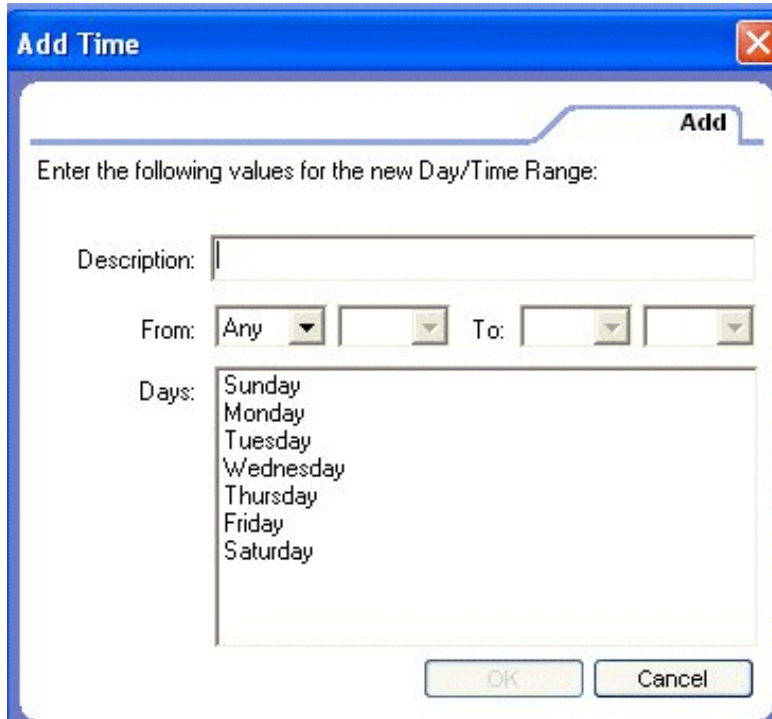 Add Time
Add
Enter the following values for the new Day/Time Range:
Description:
From: Any To:
Days:
Sunday
Monday
Tuesday
Wednesday
Thursday
Friday
Saturday
OK Cancel